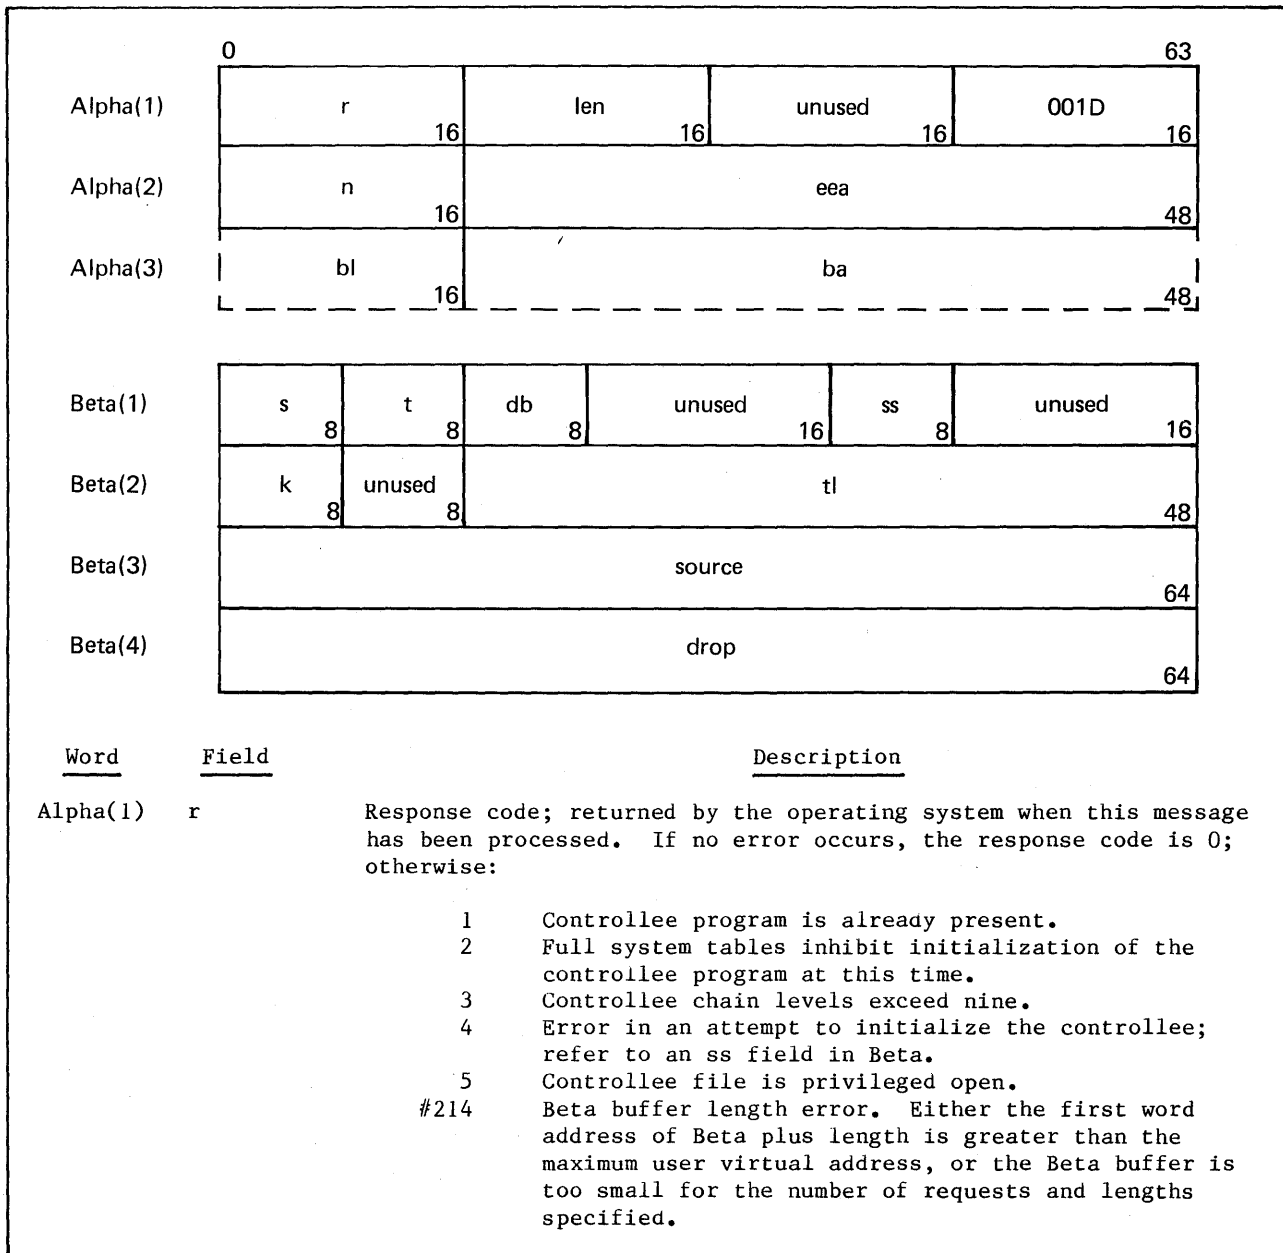 0 63
Alpha(1) r 16 len 16 unused 16 001D 16
Alpha(2) n 16 eea 48
Alpha(3) bl 16 ba 48
Beta(1) s 8 t 8 db 8 unused 16 ss 8 unused 16
Beta(2) k 8 unused 8 tl 48
Beta(3) source 64
Beta(4) drop 64
Word Field Description
Alpha(1) r Response code; returned by the operating system when this message
has been processed. If no error occurs, the response code is 0;
otherwise:
1 Controllee program is already present.
2 Full system tables inhibit initialization of the
controllee program at this time.
3 Controllee chain levels exceed nine.
4 Error in an attempt to initialize the controllee;
refer to an ss field in Beta.
5 Controllee file is privileged open.
#214 Beta buffer length error. Either the first word
address of Beta plus length is greater than the
maximum user virtual address, or the Beta buffer is
too small for the number of requests and lengths
specified.